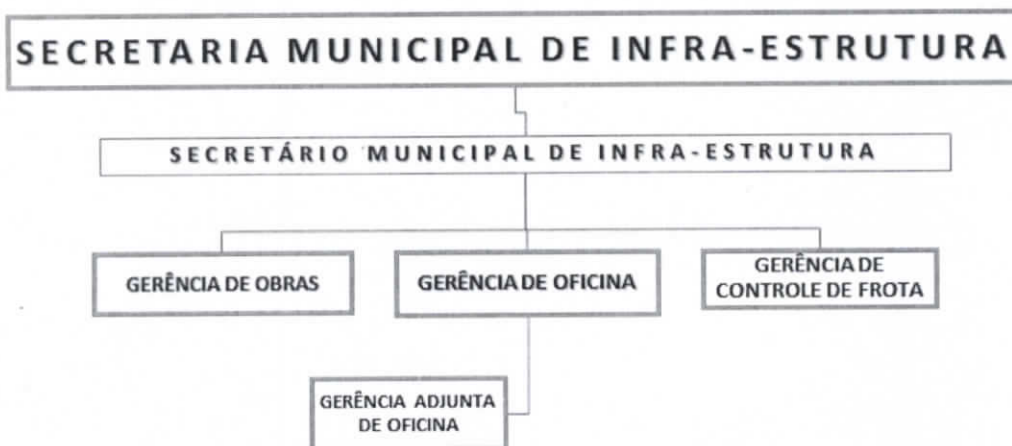 SECRETARIA MUNICIPAL DE INFRA-ESTRUTURA
SECRETÁRIO MUNICIPAL DE INFRA-ESTRUTURA
GERÊNCIA DE OBRAS
GERÊNCIA DE OFICINA
GERÊNCIA DE
CONTROLE DE FROTA
GERÊNCIA ADJUNTA
DE OFICINA